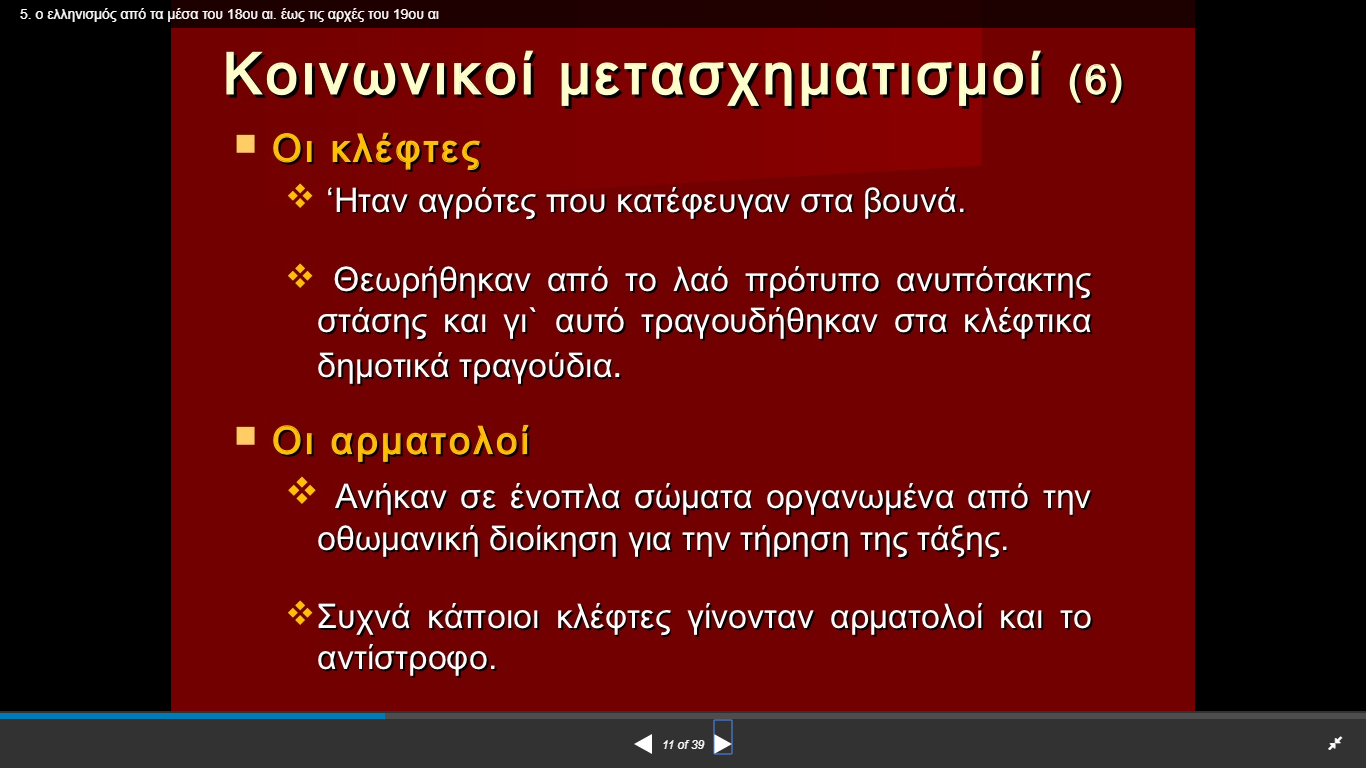 5. ο ελληνισμός από τα μέσα του 18ου αι. έως τις αρχές του 19ου αι
Κοινωνικοί μετασχηματισμοί (6)
Οι κλέφτες
‘Ηταν αγρότες που κατέφευγαν στα βουνά.
Θεωρήθηκαν από το λαό πρότυπο ανυπότακτης
στάσης και γι` αυτό τραγουδήθηκαν στα κλέφτικα
δημοτικά τραγούδια.
Οι αρματολοί
Ανήκαν σε ένοπλα σώματα οργανωμένα από την
οθωμανική διοίκηση για την τήρηση της τάξης.
Συχνά κάποιοι κλέφτες γίνονταν αρματολοί και το
αντίστροφο.
11 of 39